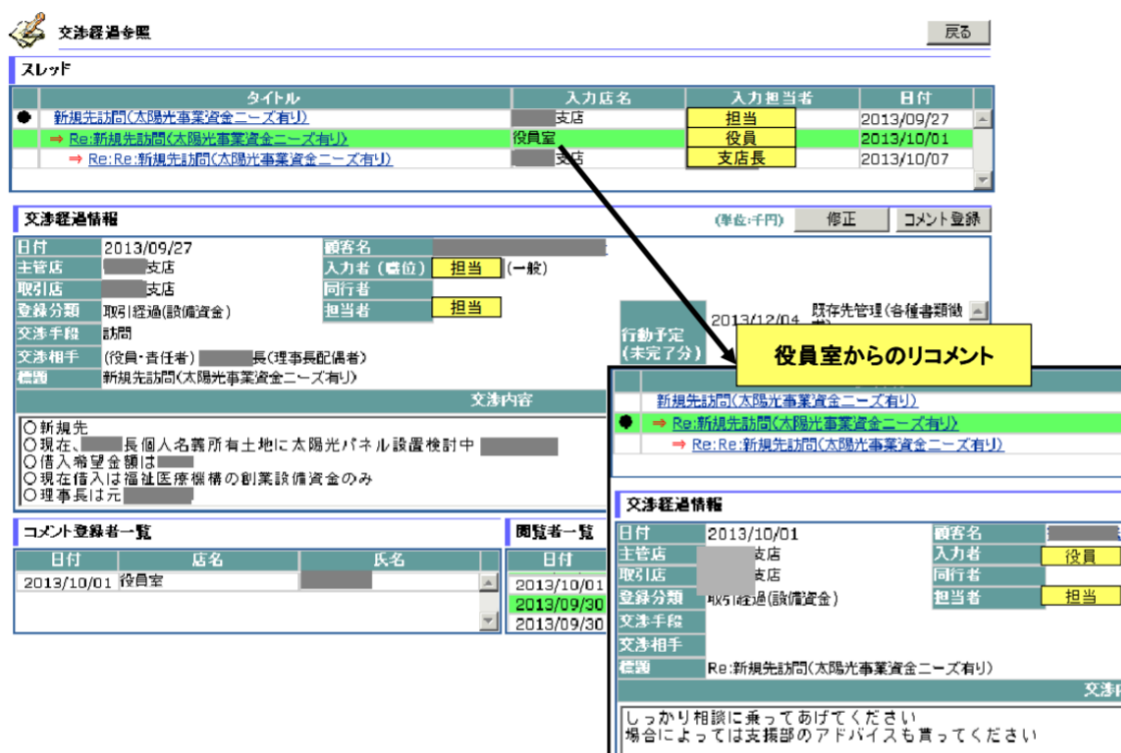 交渉経過参照
戻る
スレッド
タイトル 入力店名 入力担当者 日付
新規先訪問(太陽光事業資金ニーズ有り) 支店 担当 2013/09/27
⇒ Re:新規先訪問(太陽光事業資金ニーズ有り) 役員室 役員 2013/10/01
⇒ Re:Re:新規先訪問(太陽光事業資金ニーズ有り) 支店 支店長 2013/10/07
交渉経過情報 (単位:千円) 修正 コメント登録
日付 2013/09/27 顧客名
主管店 支店 入力者(職位) 担当 (一般)
取引店 支店 同行者
登録分類 取引経過(設備資金) 担当者 担当
交渉手段 訪問
行動予定(未完了分) 2013/12/04 既存先管理(各種書類徴
交渉相手 (役員・責任者) 長(理事長配偶者)
標題 新規先訪問(太陽光事業資金ニーズ有り)
交渉内容
○新規先
○現在、 長個人名義所有土地に太陽光パネル設置検討中
○借入希望金額は
○現在借入は福祉医療機構の創業設備資金のみ
○理事長は元
コメント登録者一覧
日付 店名 氏名
2013/10/01 役員室
閲覧者一覧
日付
2013/10/01
2013/09/30
2013/09/30
役員室からのリコメント
新規先訪問(太陽光事業資金ニーズ有り)
⇒ Re:新規先訪問(太陽光事業資金ニーズ有り)
⇒ Re:Re:新規先訪問(太陽光事業資金ニーズ有り)
交渉経過情報
日付 2013/10/01 顧客名
主管店 支店 入力者 役員
取引店 支店 同行者
登録分類 取引経過(設備資金) 担当者 担当
交渉手段
交渉相手
標題 Re:新規先訪問(太陽光事業資金ニーズ有り)
交渉
しっかり相談に乗ってあげてください
場合によっては支援部のアドバイスも貰ってください